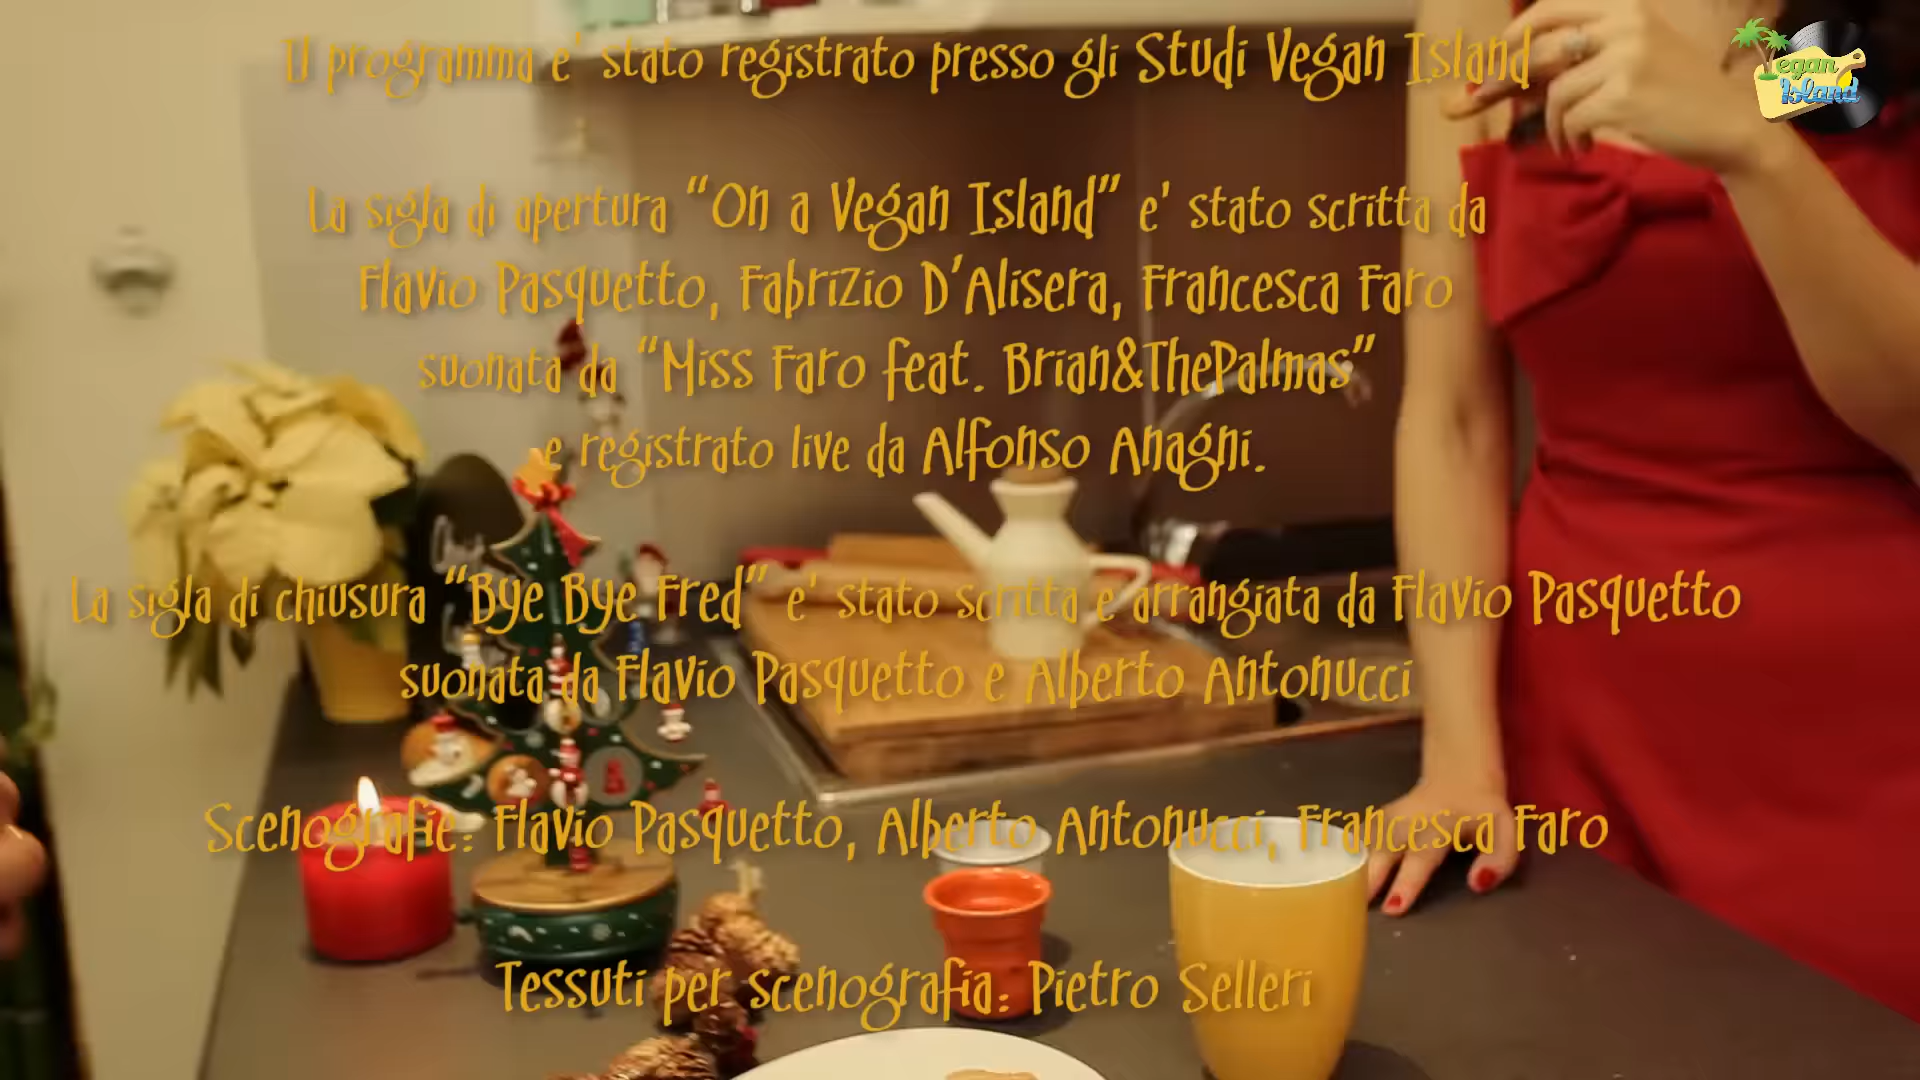 Il programma e' stato registrato presso gli Studi Vegan Island
Vegan
Island
La sigla di apertura “On a Vegan Island” e' stato scritta da
Flavio Pasquetto, Fabrizio D'Alisera, Francesca Faro
suonata da “Miss Faro feat. Brian&ThePalmas”
e registrato live da Alfonso Anagni.
La sigla di chiusura “Bye Bye Fred” e' stato scritta e arrangiata da Flavio Pasquetto
suonata da Flavio Pasquetto e Alberto Antonucci
Scenografie: Flavio Pasquetto, Alberto Antonucci, Francesca Faro
Tessuti per scenografia: Pietro Selleri